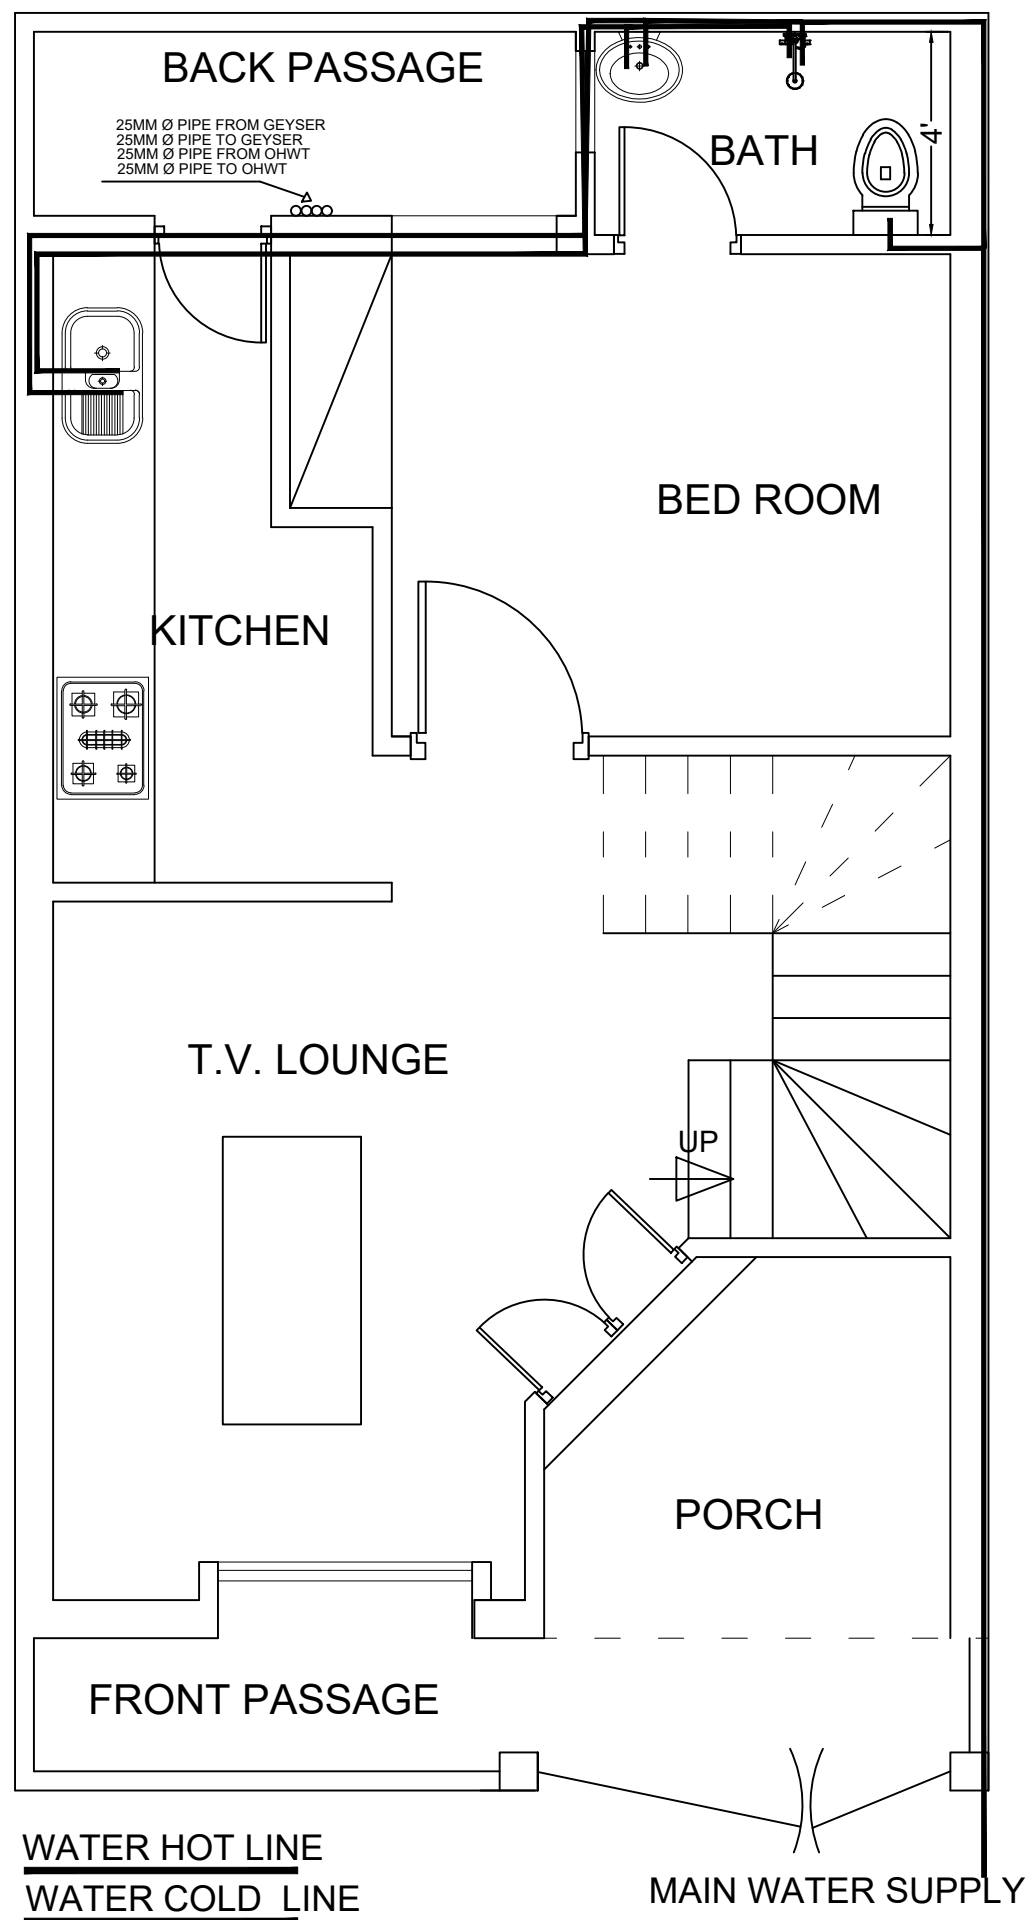 BACK PASSAGE
25MM Ø PIPE FROM GEYSER
25MM Ø PIPE TO GEYSER
25MM Ø PIPE FROM OHWT
25MM Ø PIPE TO OHWT
BATH
4'
BED ROOM
KITCHEN
T.V. LOUNGE
UP
PORCH
FRONT PASSAGE
WATER HOT LINE
WATER COLD LINE
MAIN WATER SUPPLY